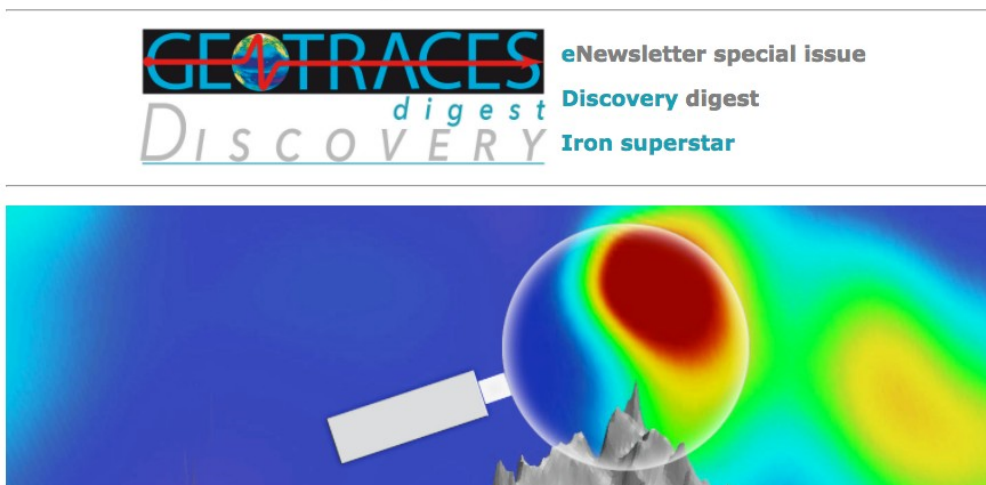 GEOTRACES
digest
DISCOVERY
eNewsletter special issue
Discovery digest
Iron superstar